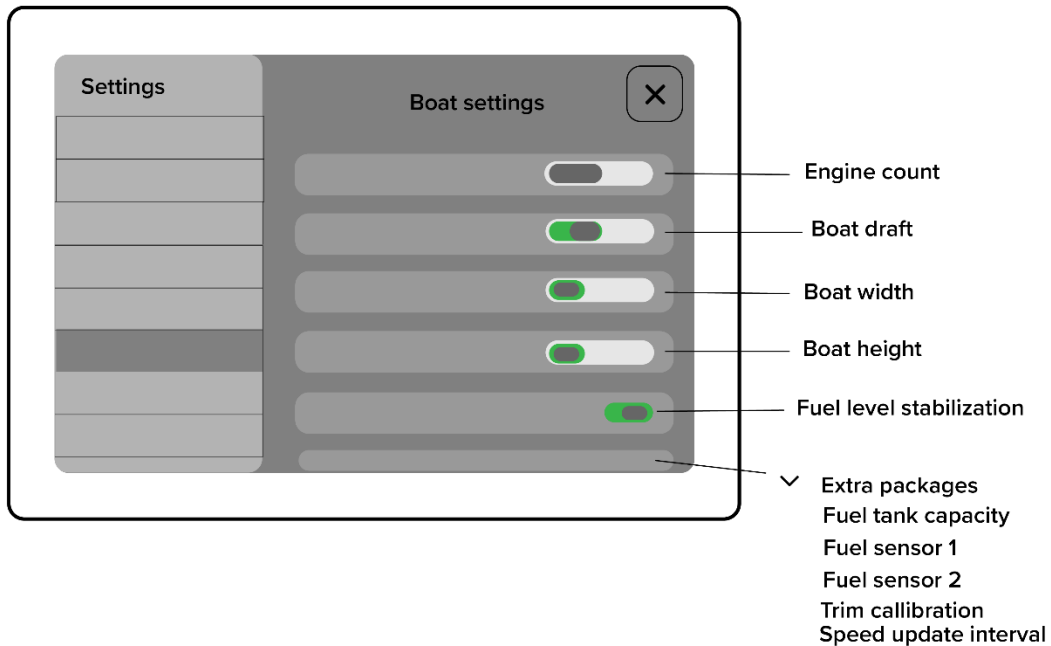 Settings
Boat settings
Engine count
Boat draft
Boat width
Boat height
Fuel level stabilization
Extra packages
Fuel tank capacity
Fuel sensor 1
Fuel sensor 2
Trim callibration
Speed update interval